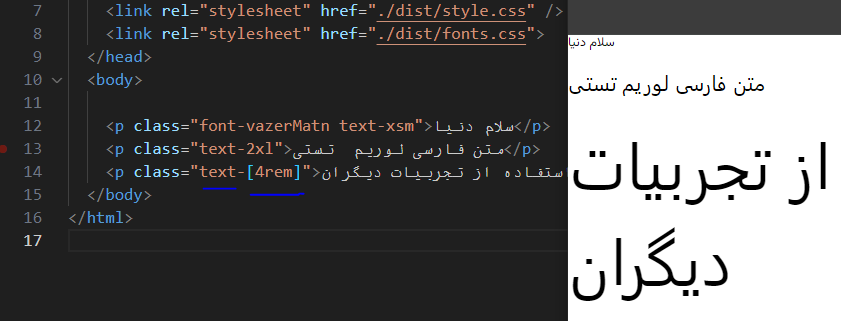 7 <link rel="stylesheet" href="./dist/style.css" />
8 <link rel="stylesheet" href="./dist/fonts.css">
9 </head>
10 <body>
11
12 <p class="font-vazerMatn text-xsm">سلام دنیا</p>
13 <p class="text-2xl">متن فارسی لوریم تستی</p>
14 <p class="text-[4rem]">استفاده از تجربیات دیگران
15 </body>
16 </html>
17
سلام دنیا
متن فارسی لوریم تستی
از تجربیات
دیگران